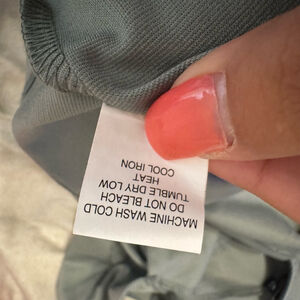 MACHINE WASH COLD
DO NOT BLEACH
TUMBLE DRY LOW
HEAT
COOL IRON